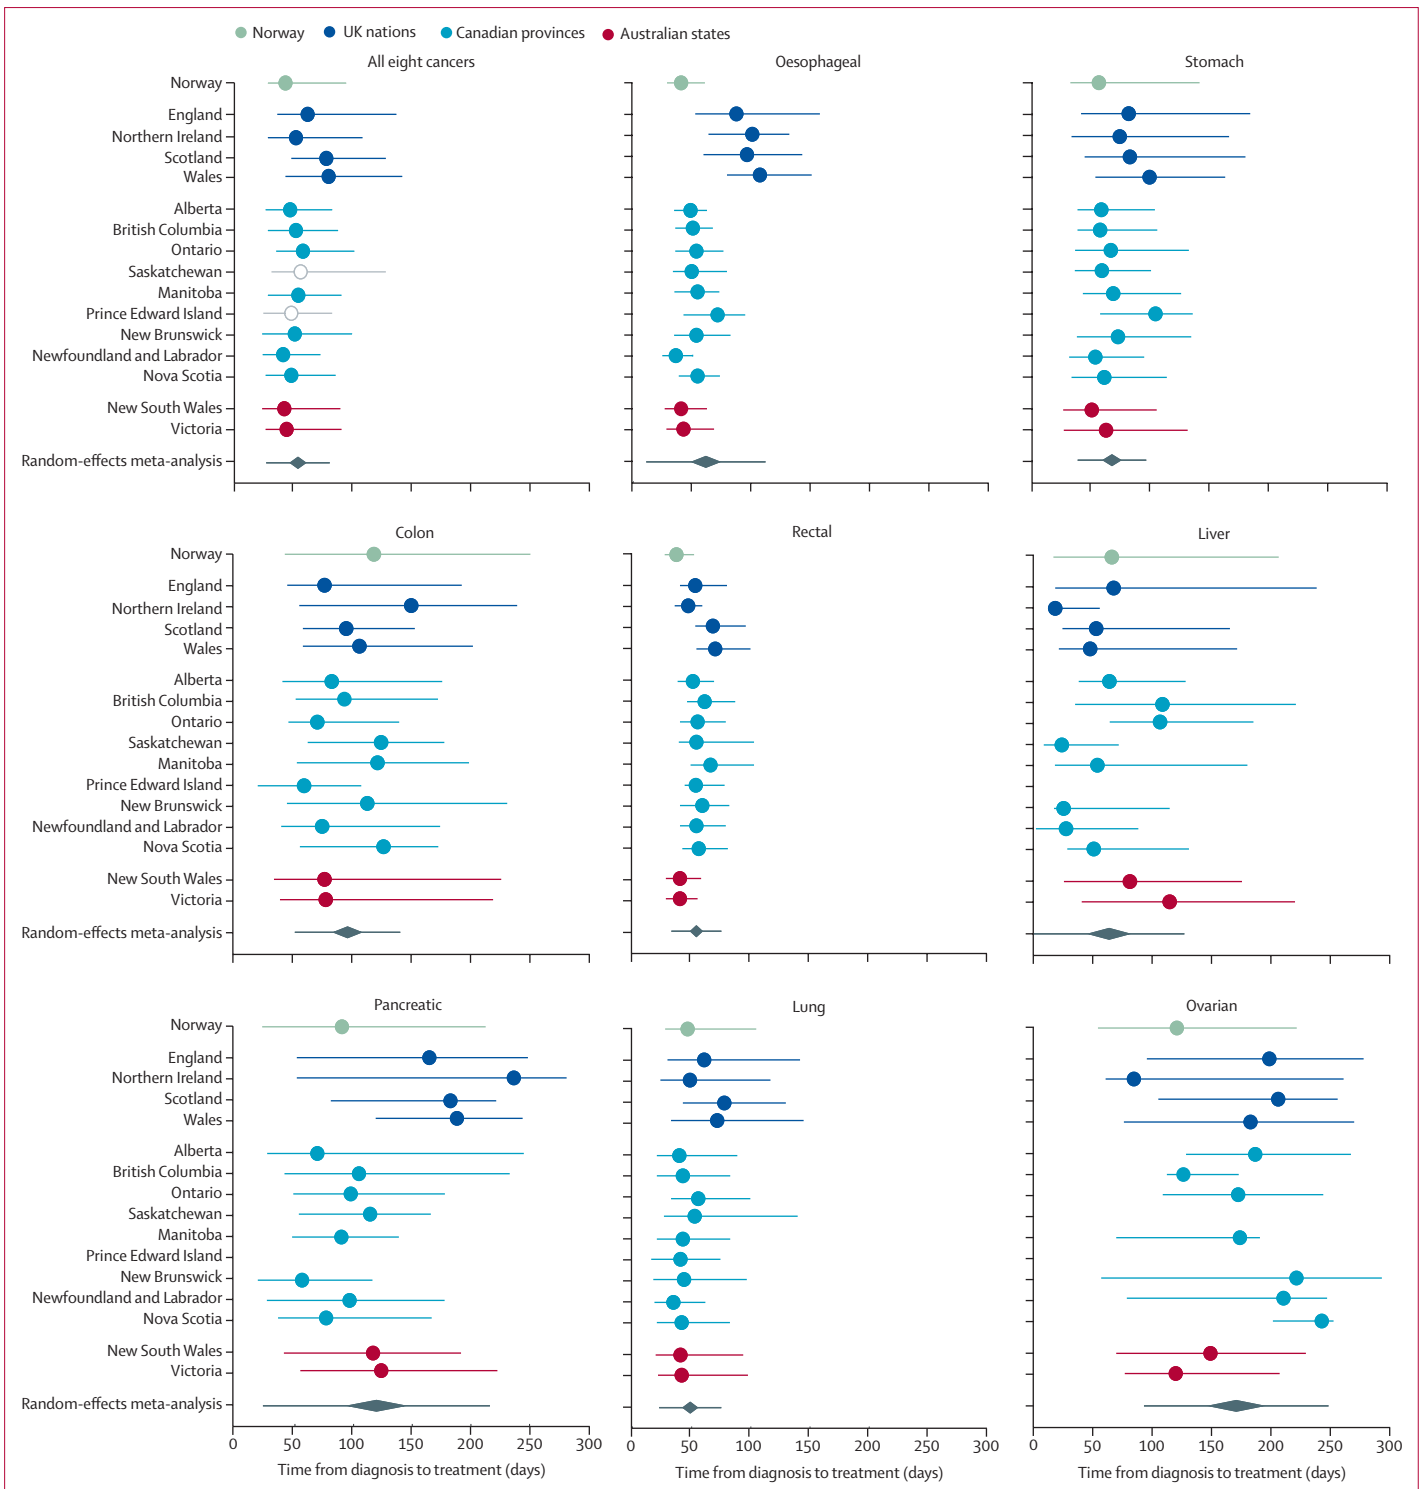 Norway UK nations Canadian provinces Australian states
All eight cancers Oesophageal Stomach
Norway
England
Northern Ireland
Scotland
Wales
Alberta
British Columbia
Ontario
Saskatchewan
Manitoba
Prince Edward Island
New Brunswick
Newfoundland and Labrador
Nova Scotia
New South Wales
Victoria
Random-effects meta-analysis
Colon Rectal Liver
Norway
England
Northern Ireland
Scotland
Wales
Alberta
British Columbia
Ontario
Saskatchewan
Manitoba
Prince Edward Island
New Brunswick
Newfoundland and Labrador
Nova Scotia
New South Wales
Victoria
Random-effects meta-analysis
Pancreatic Lung Ovarian
Norway
England
Northern Ireland
Scotland
Wales
Alberta
British Columbia
Ontario
Saskatchewan
Manitoba
Prince Edward Island
New Brunswick
Newfoundland and Labrador
Nova Scotia
New South Wales
Victoria
Random-effects meta-analysis
0 50 100 150 200 250 300 0 50 100 150 200 250 300 0 50 100 150 200 250 300
Time from diagnosis to treatment (days) Time from diagnosis to treatment (days) Time from diagnosis to treatment (days)